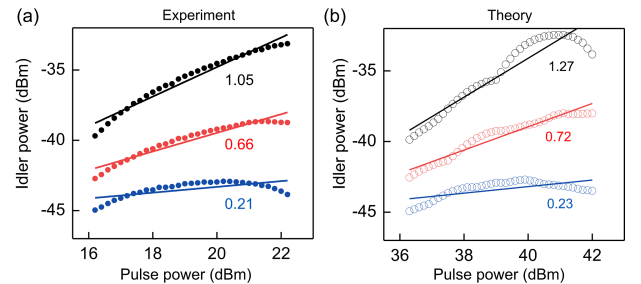 (a) Experiment
Idler power (dBm)
-35
-40
-45
1.05
0.66
0.21
16 18 20 22
Pulse power (dBm)
(b) Theory
Idler power (dBm)
-35
-40
-45
1.27
0.72
0.23
36 38 40 42
Pulse power (dBm)